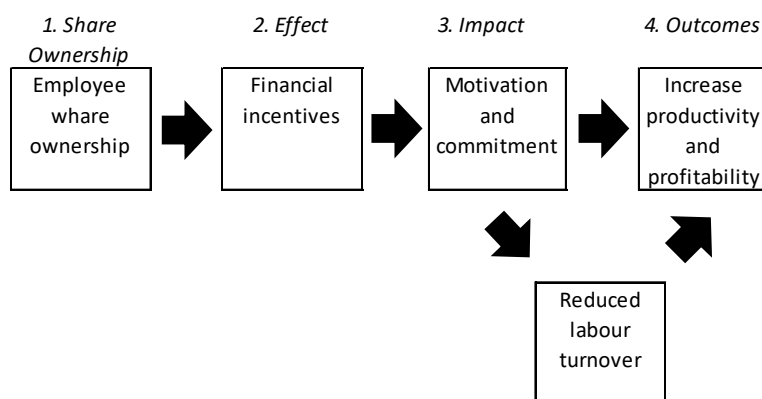 1. Share
Ownership
2. Effect
3. Impact
4. Outcomes
Employee
whare
ownership
Financial
incentives
Motivation
and
commitment
Increase
productivity
and
profitability
Reduced
labour
turnover